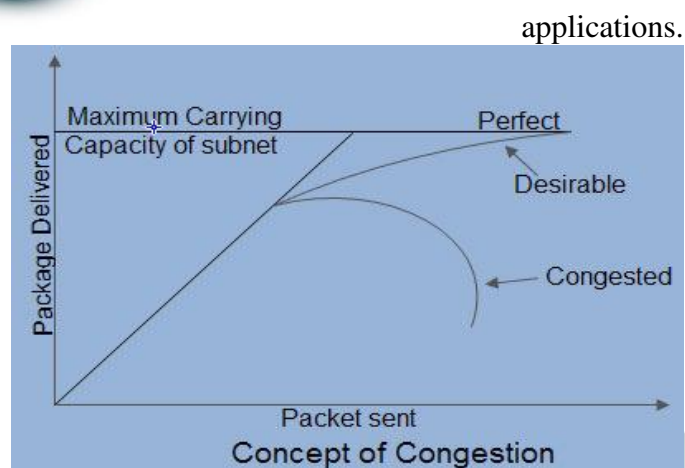 applications.
Maximum Carrying
Capacity of subnet
Perfect
Desirable
Congested
Package Delivered
Packet sent
Concept of Congestion